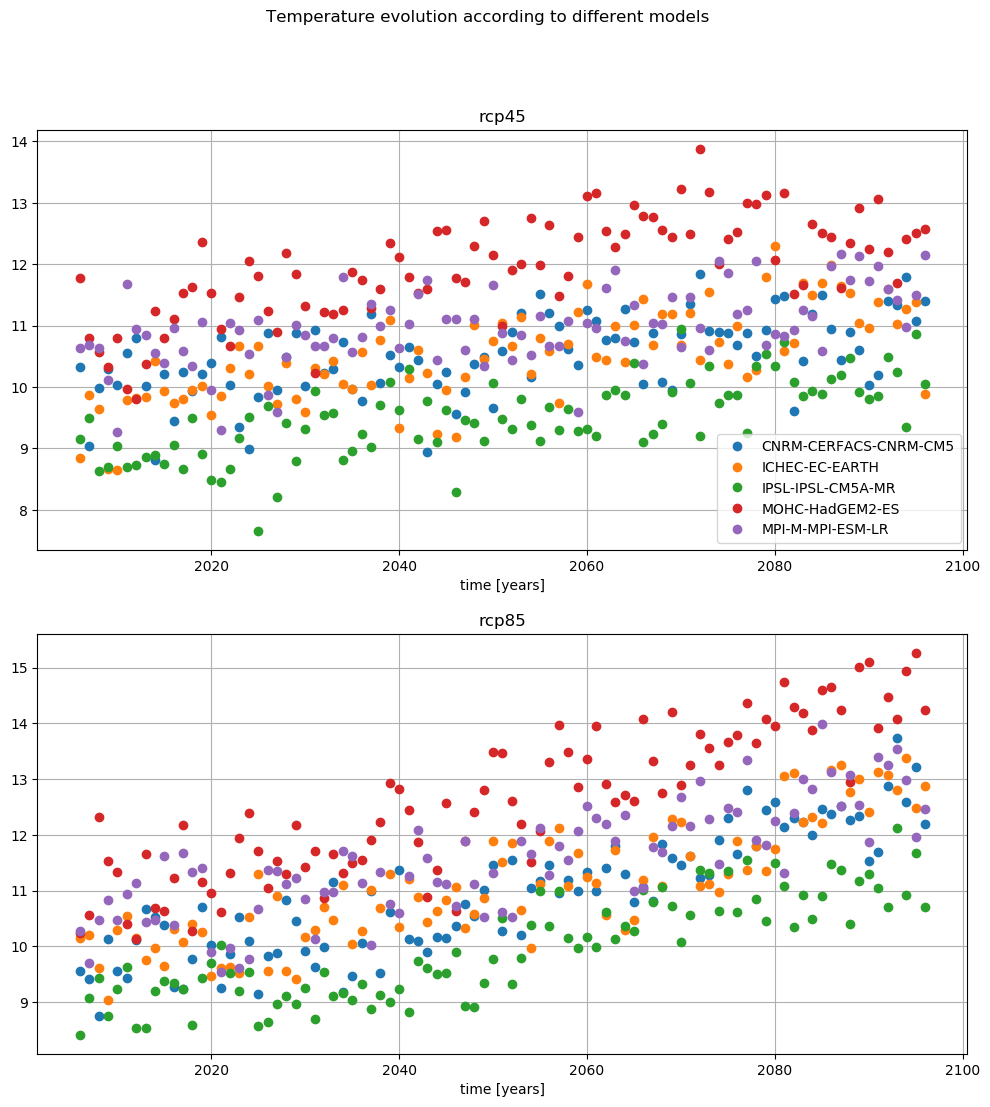 Temperature evolution according to different models
rcp45
14
13
12
11
10
9
8
CNRM-CERFACS-CNRM-CM5
ICHEC-EC-EARTH
IPSL-IPSL-CM5A-MR
MOHC-HadGEM2-ES
MPI-M-MPI-ESM-LR
2020 2040 2060 2080 2100
time [years]
rcp85
15
14
13
12
11
10
9
2020 2040 2060 2080 2100
time [years]